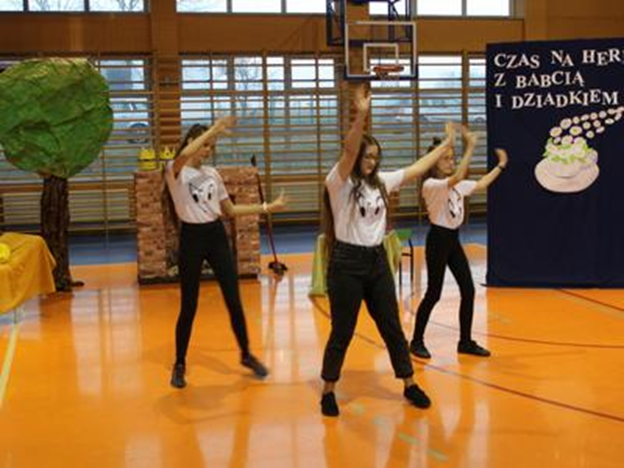 CZAS NA HER
Z BABCIĄ
I DZIADKIEM